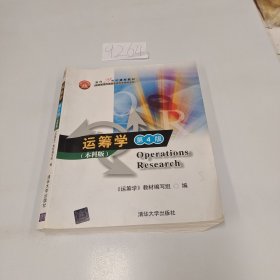 9264
运筹学
第4版
（本科版）
Operations
Research
《运筹学》教材编写组 编
清华大学出版社